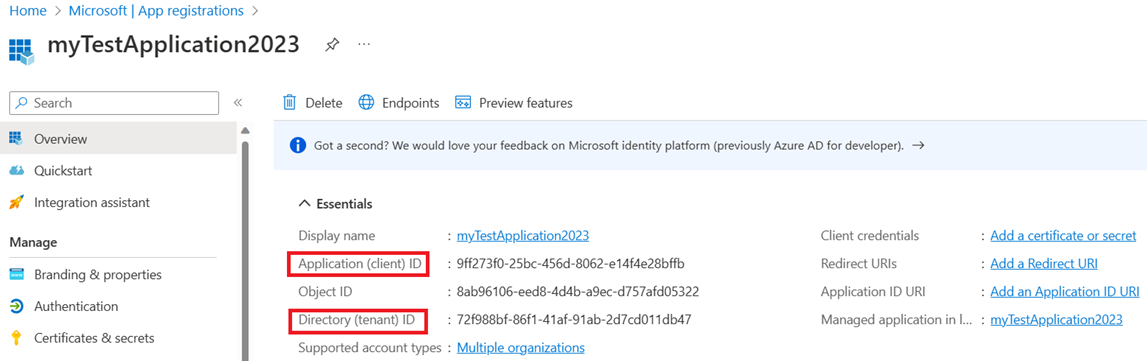 Home > Microsoft | App registrations >
myTestApplication2023
Search
Overview
Quickstart
Integration assistant
Manage
Branding & properties
Authentication
Certificates & secrets
Delete Endpoints Preview features
Got a second? We would love your feedback on Microsoft identity platform (previously Azure AD for developer). →
Essentials
Display name : myTestApplication2023
Application (client) ID : 9ff273f0-25bc-456d-8062-e14f4e28bffb
Object ID : 8ab96106-eed8-4d4b-a9ec-d757afd05322
Directory (tenant) ID : 72f988bf-86f1-41af-91ab-2d7cd011db47
Supported account types : Multiple organizations
Client credentials : Add a certificate or secret
Redirect URIs : Add a Redirect URI
Application ID URI : Add an Application ID URI
Managed application in l... : myTestApplication2023